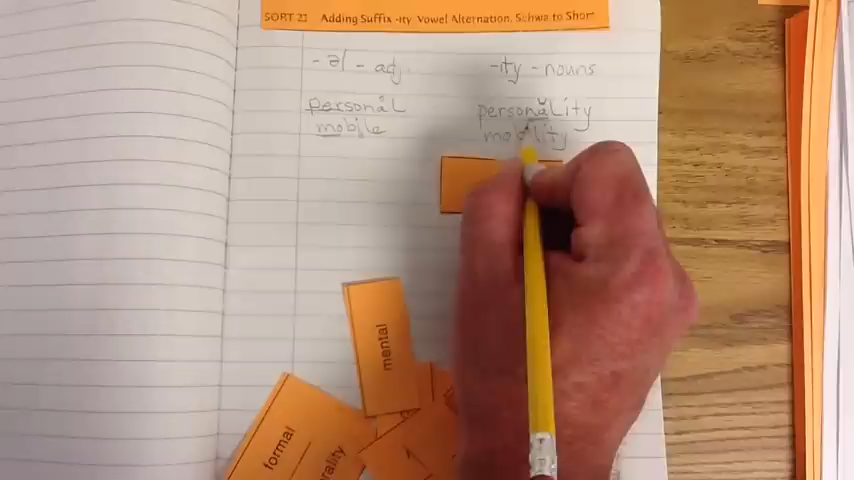 SORT 21 Adding Suffix -ity Vowel Alternation, Schwa to Short
-əl - adj. -ity - nouns
personal personality
mobile mobility
mental
formal